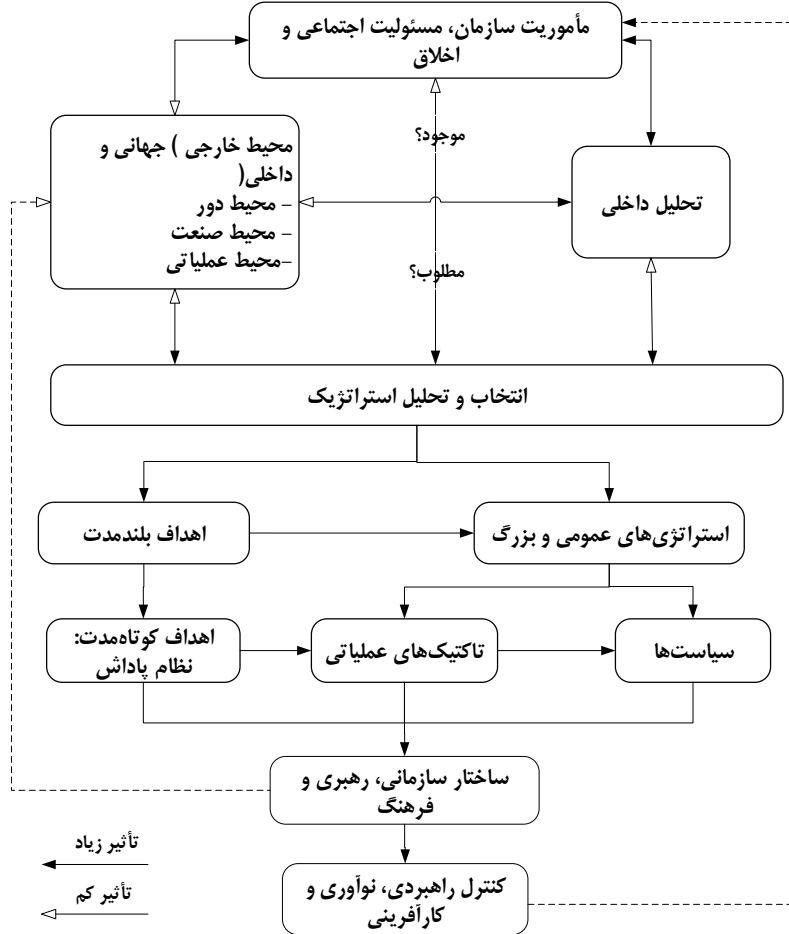 مأموریت سازمان، مسئولیت اجتماعی و
اخلاق
محیط خارجی ) جهانی و
داخلی(
– محیط دور
– محیط صنعت
–محیط عملیاتی
موجود؟
تحلیل داخلی
مطلوب؟
انتخاب و تحلیل استراتژیک
استراتژی‌های عمومی و بزرگ
اهداف بلندمدت
سیاست‌ها
تاکتیک‌های عملیاتی
اهداف کوتاه‌مدت:
نظام پاداش
ساختار سازمانی، رهبری و
فرهنگ
کنترل راهبردی، نوآوری و
کارآفرینی
تأثیر زیاد
تأثیر کم